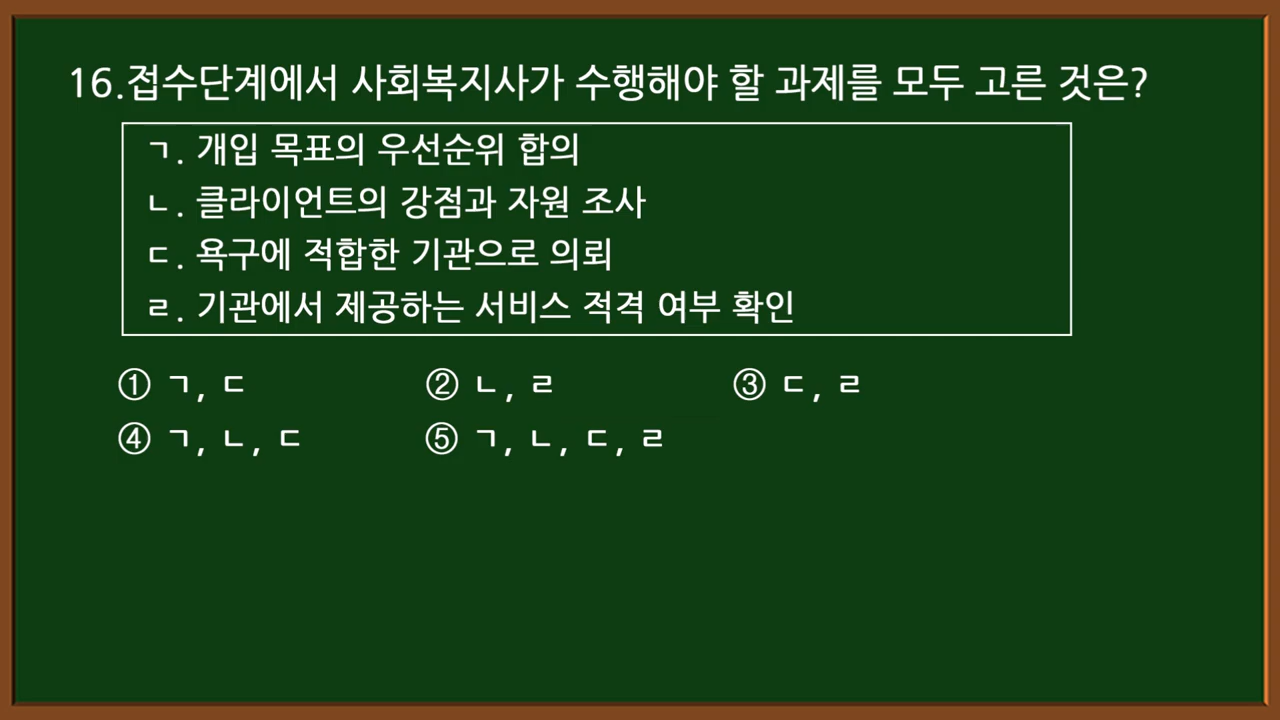 16.접수단계에서 사회복지사가 수행해야 할 과제를 모두 고른 것은?
ㄱ. 개입 목표의 우선순위 합의
ㄴ. 클라이언트의 강점과 자원 조사
ㄷ. 욕구에 적합한 기관으로 의뢰
ㄹ. 기관에서 제공하는 서비스 적격 여부 확인
① ㄱ, ㄷ ② ㄴ, ㄹ ③ ㄷ, ㄹ
④ ㄱ, ㄴ, ㄷ ⑤ ㄱ, ㄴ, ㄷ, ㄹ